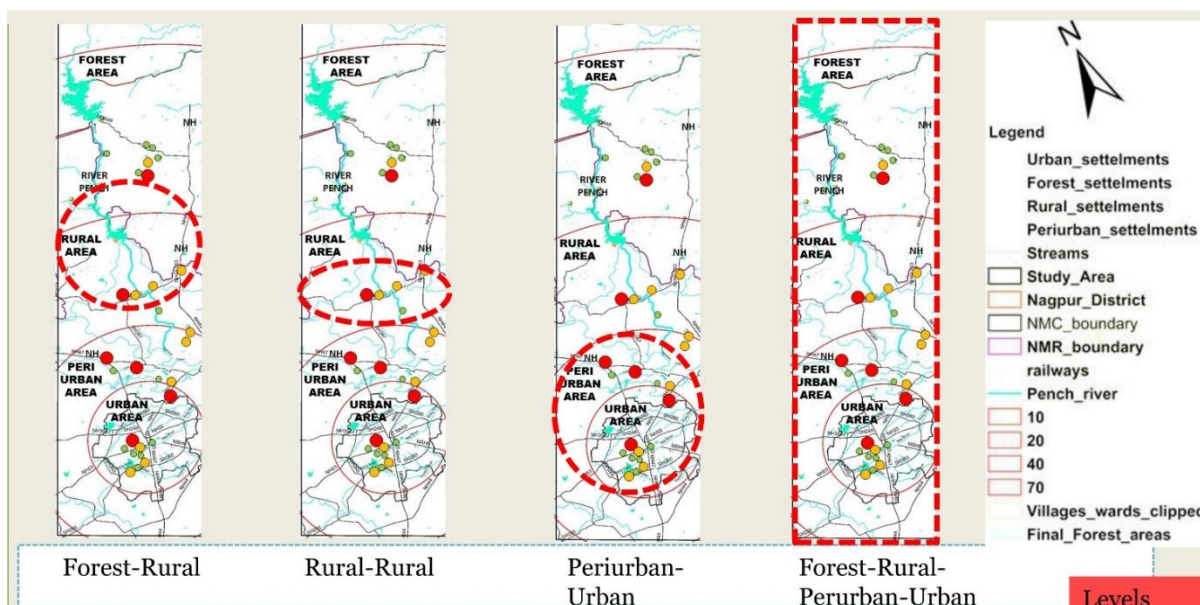 FOREST
AREA
NH
RIVER
PENCH
RURAL
AREA
NH
NH
PERI
URBAN
AREA
URBAN
AREA
FOREST
AREA
NH
RIVER
PENCH
RURAL
AREA
NH
NH
PERI
URBAN
AREA
URBAN
AREA
FOREST
AREA
NH
RIVER
PENCH
RURAL
AREA
NH
NH
PERI
URBAN
AREA
URBAN
AREA
FOREST
AREA
NH
RIVER
PENCH
RURAL
AREA
NH
NH
PERI
URBAN
AREA
URBAN
AREA
N
Legend
Urban_settelments
Forest_settelments
Rural_settelments
Periurban_settelments
Streams
Study_Area
Nagpur_District
NMC_boundary
NMR_boundary
railways
Pench_river
10
20
40
70
Villages_wards_clipped
Final_Forest_areas
Forest-Rural
Rural-Rural
Periurban-
Urban
Forest-Rural-
Perurban-Urban
Levels